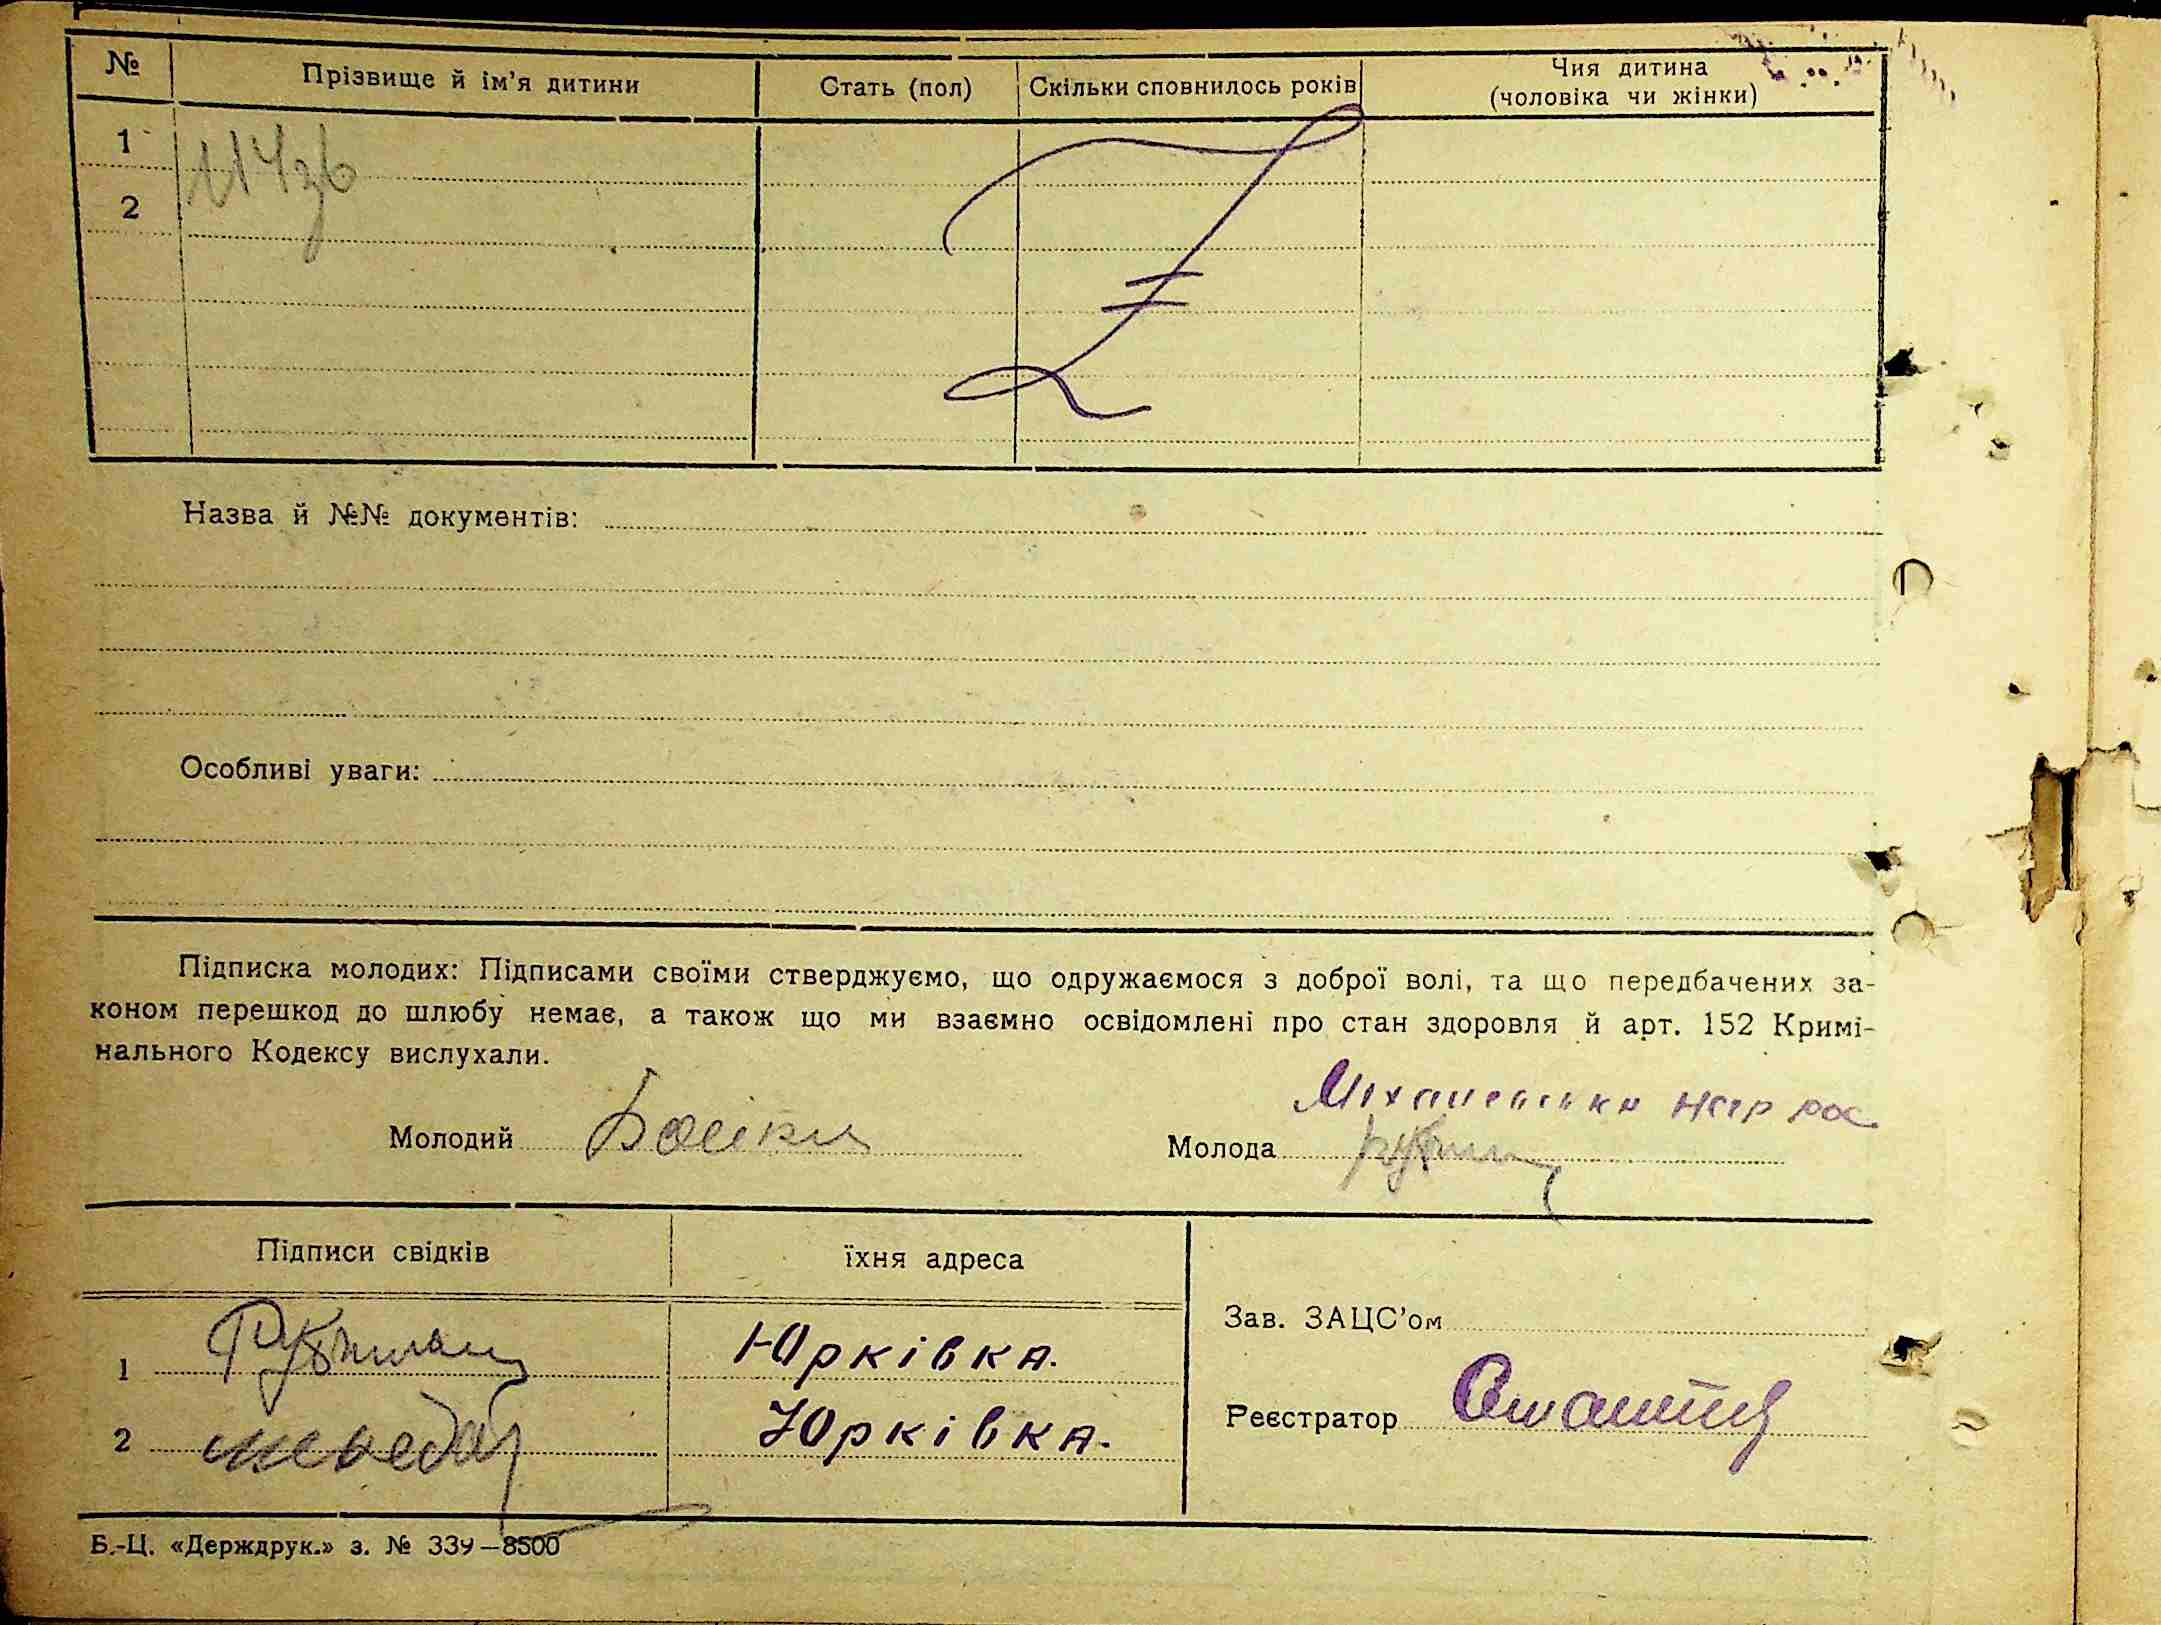 № Прізвище й ім'я дитини Стать (пол) Скільки сповнилось років Чия дитина
(чоловіка чи жінки)
1
2
Назва й №№ документів:
Особливі уваги:
Підписка молодих: Підписами своїми стверджуємо, що одружаємося з доброї волі, та що передбачених за-
коном перешкод до шлюбу немає, а також що ми взаємно освідомлені про стан здоровля й арт. 152 Кримі-
нального Кодексу вислухали.
Молодий
Молода
Підписи свідків їхня адреса
Зав. ЗАЦС'ом
1 Юрківка.
Реєстратор
2 Юрківка.
Б.-Ц. «Держдрук.» з. № 339—8500